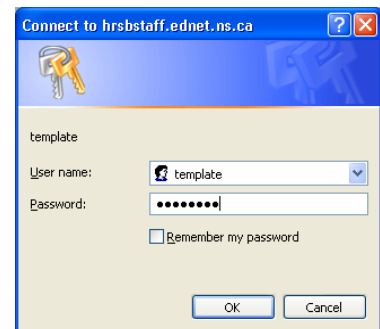 Connect to hrsbstaff.ednet.ns.ca
template
User name:
template
Password:
••••••••
Remember my password
OK
Cancel